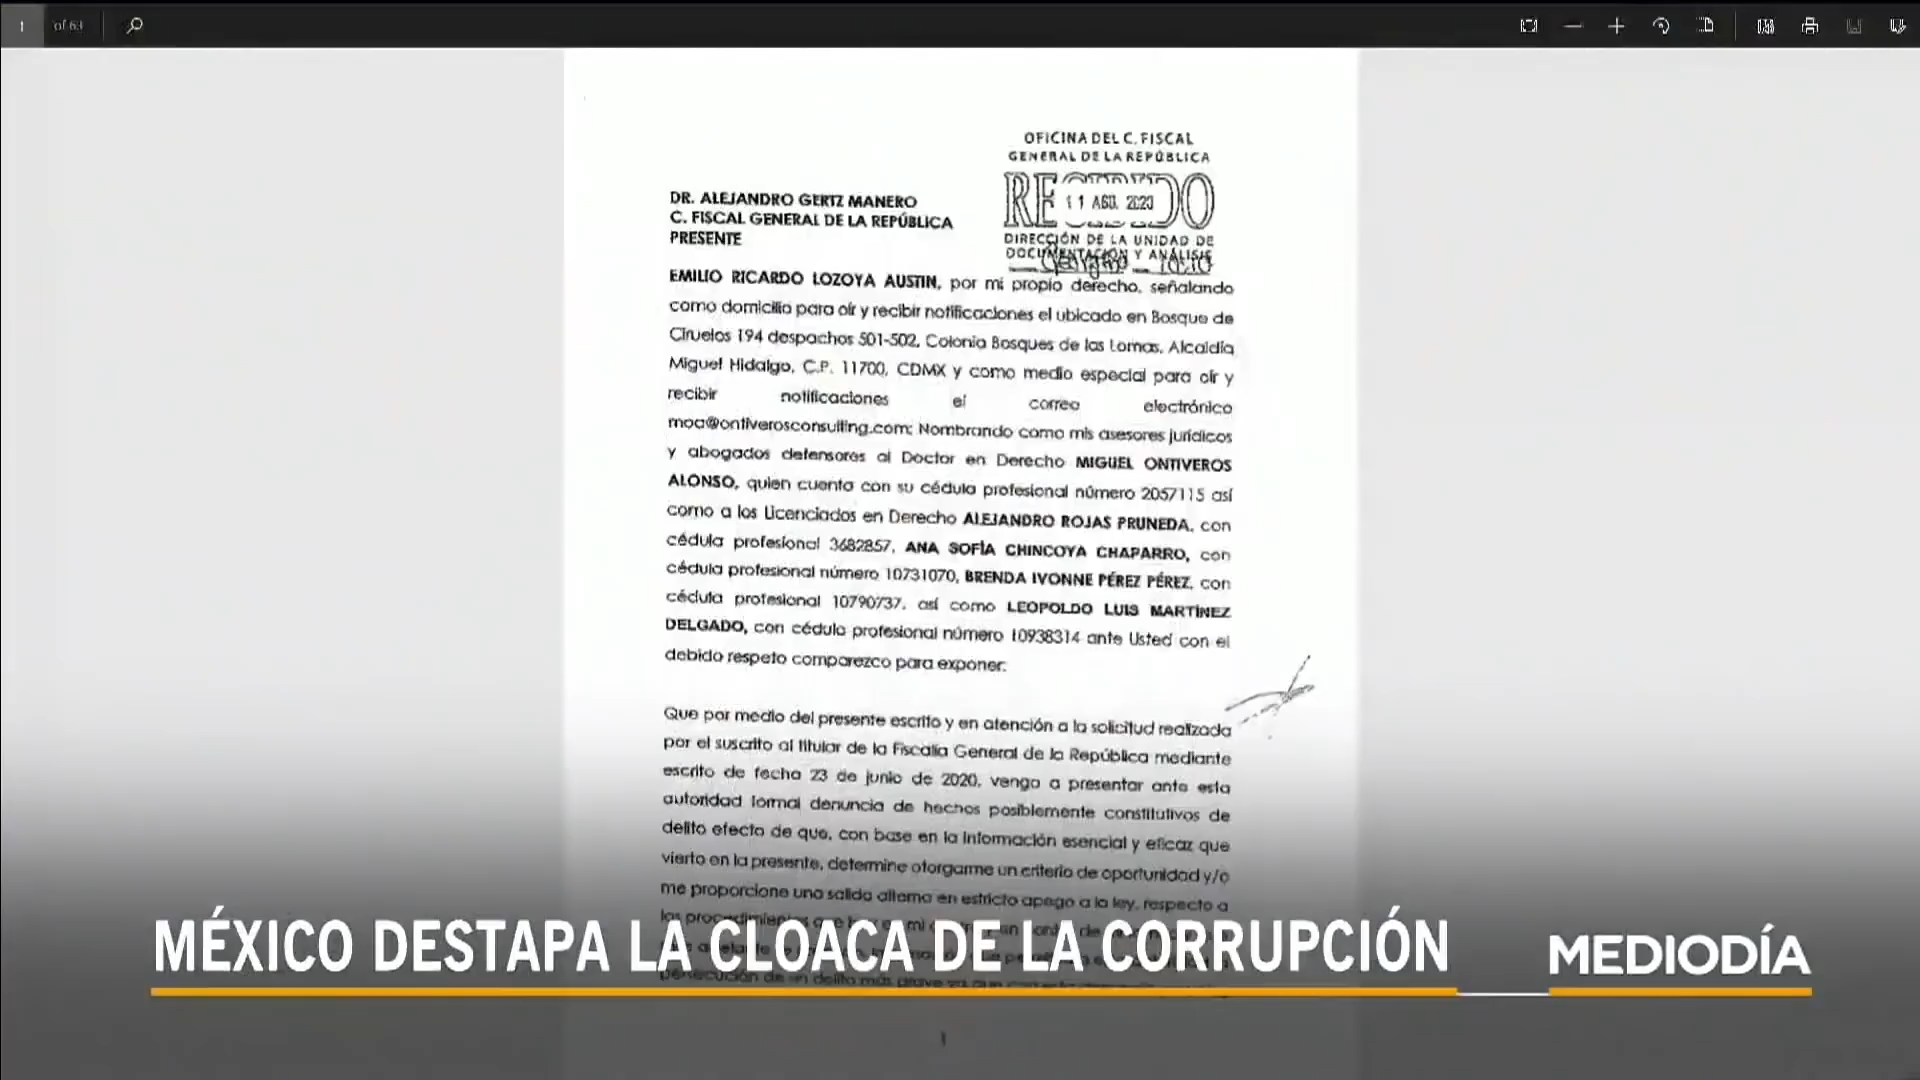 1 of 63
OFICINA DEL C. FISCAL
GENERAL DE LA REPÚBLICA
RECIBIDO
11 AGO. 2020
DIRECCIÓN DE LA UNIDAD DE
DOCUMENTACIÓN Y ANÁLISIS
DR. ALEJANDRO GERTZ MANERO
C. FISCAL GENERAL DE LA REPÚBLICA
PRESENTE
EMILIO RICARDO LOZOYA AUSTIN, por mi propio derecho, señalando
como domicilio para oír y recibir notificaciones el ubicado en Bosque de
Ciruelos 194 despachos 501-502, Colonia Bosques de las Lomas, Alcaldía
Miguel Hidalgo, C.P. 11700, CDMX y como medio especial para oír y
recibir notificaciones el correo electrónico
moa@ontiverosconsulting.com; Nombrando como mis asesores jurídicos
y abogados defensores al Doctor en Derecho MIGUEL ONTIVEROS
ALONSO, quien cuenta con su cédula profesional número 2057115 así
como a los Licenciados en Derecho ALEJANDRO ROJAS PRUNEDA, con
cédula profesional 3682857, ANA SOFÍA CHINCOYA CHAPARRO, con
cédula profesional número 10731070, BRENDA IVONNE PÉREZ PÉREZ, con
cédula profesional 10790737, así como LEOPOLDO LUIS MARTÍNEZ
DELGADO, con cédula profesional número 10938314 ante Usted con el
debido respeto comparezco para exponer:
Que por medio del presente escrito y en atención a la solicitud realizada
por el suscrito al titular de la Fiscalía General de la República mediante
escrito de fecha 23 de junio de 2020, vengo a presentar ante esta
autoridad formal denuncia de hechos posiblemente constitutivos de
delito efecto de que, con base en la información esencial y eficaz que
vierto en la presente, determine otorgarme un criterio de oportunidad y/o
me proporcione una salida alterna en estricto apego a la ley, respecto a
los procedimientos
persecución de un delito más grave
MÉXICO DESTAPA LA CLOACA DE LA CORRUPCIÓN
MEDIODÍA
1